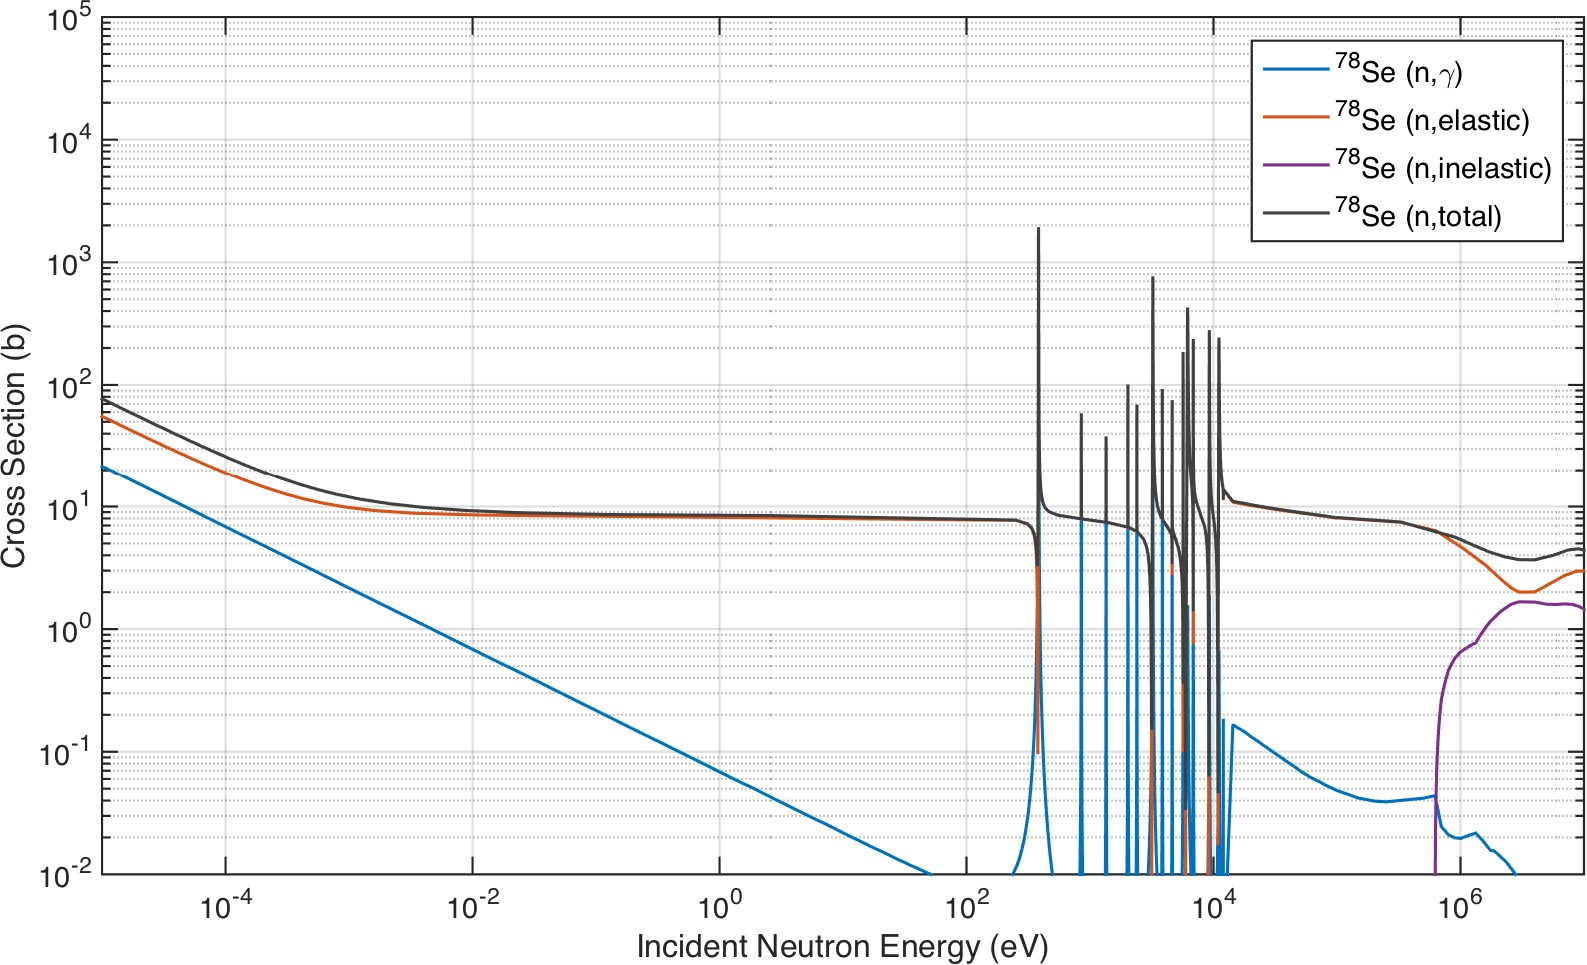 10^5
10^4
10^3
10^2
10^1
10^0
10^-1
10^-2
Cross Section (b)
^78Se (n,γ)
^78Se (n,elastic)
^78Se (n,inelastic)
^78Se (n,total)
10^-4 10^-2 10^0 10^2 10^4 10^6
Incident Neutron Energy (eV)